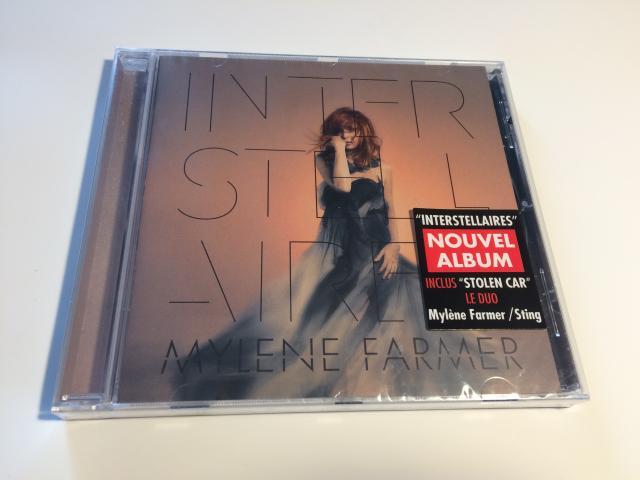 INTER
STELL
AIRE
MYLENE FARMER
"INTERSTELLAIRES"
NOUVEL
ALBUM
INCLUS "STOLEN CAR"
LE DUO
Mylène Farmer / Sting